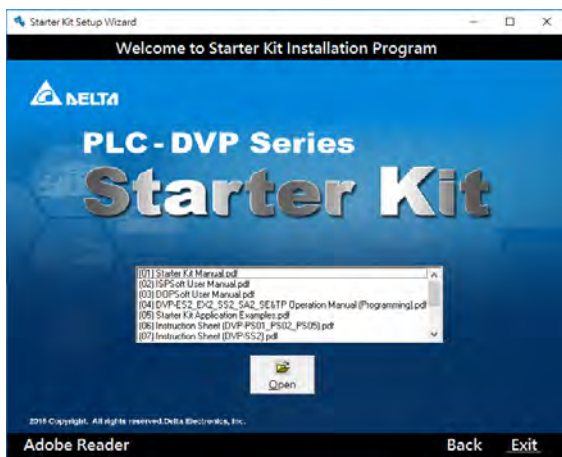 Starter Kit Setup Wizard
Welcome to Starter Kit Installation Program
DELTA
PLC-DVP Series
Starter Kit
(01) Starter Kit Manual.pdf
(02) ISPSoft User Manual.pdf
(03) DOPSoft User Manual.pdf
(04) DVP-ES2_EX2_SS2_SA2_SE&TP Operation Manual (Programming).pdf
(05) Starter Kit Application Examples.pdf
(06) Instruction Sheet (DVP-PS01_PS02_PS05).pdf
(07) Instruction Sheet (DVP-SS2).pdf
Open
2015 Copyright. All rights reserved.Delta Electronics, Inc.
Adobe Reader Back Exit